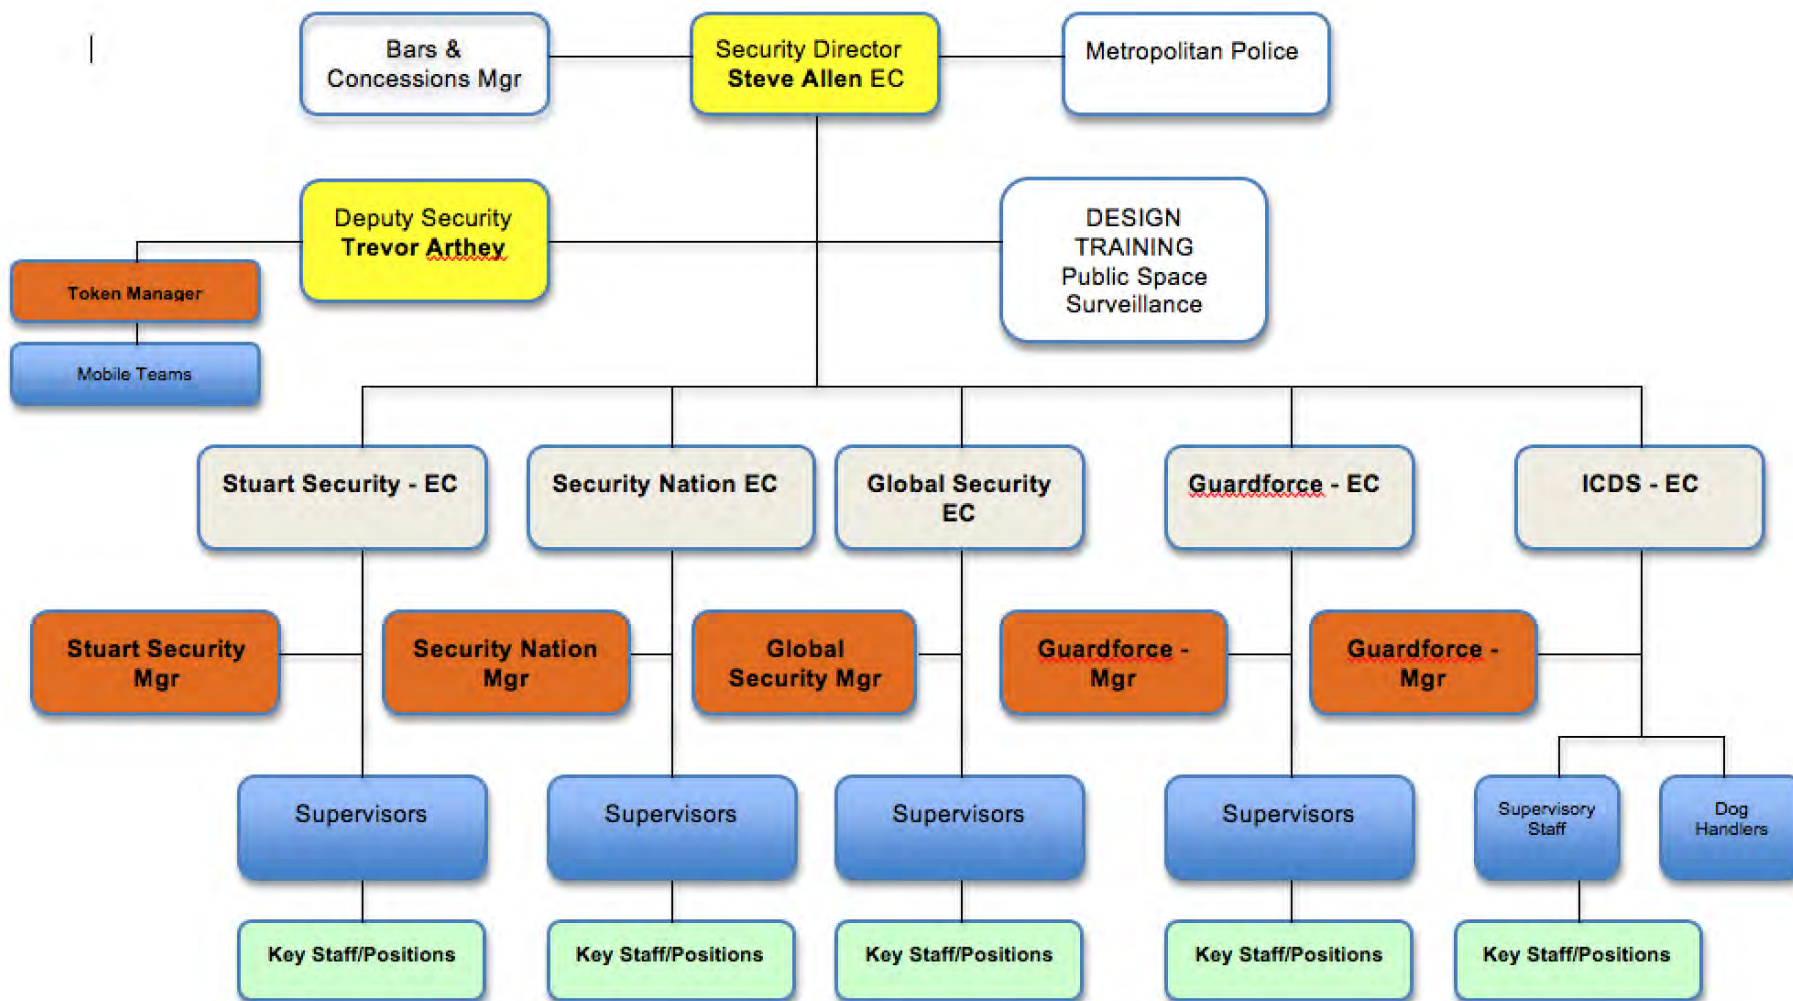 Bars &
Concessions Mgr
Security Director
Steve Allen EC
Metropolitan Police
Deputy Security
Trevor Arthey
DESIGN
TRAINING
Public Space
Surveillance
Token Manager
Mobile Teams
Stuart Security - EC
Security Nation EC
Global Security
EC
Guardforce - EC
ICDS - EC
Stuart Security
Mgr
Security Nation
Mgr
Global
Security Mgr
Guardforce -
Mgr
Guardforce -
Mgr
Supervisors
Supervisors
Supervisors
Supervisors
Supervisory
Staff
Dog
Handlers
Key Staff/Positions
Key Staff/Positions
Key Staff/Positions
Key Staff/Positions
Key Staff/Positions